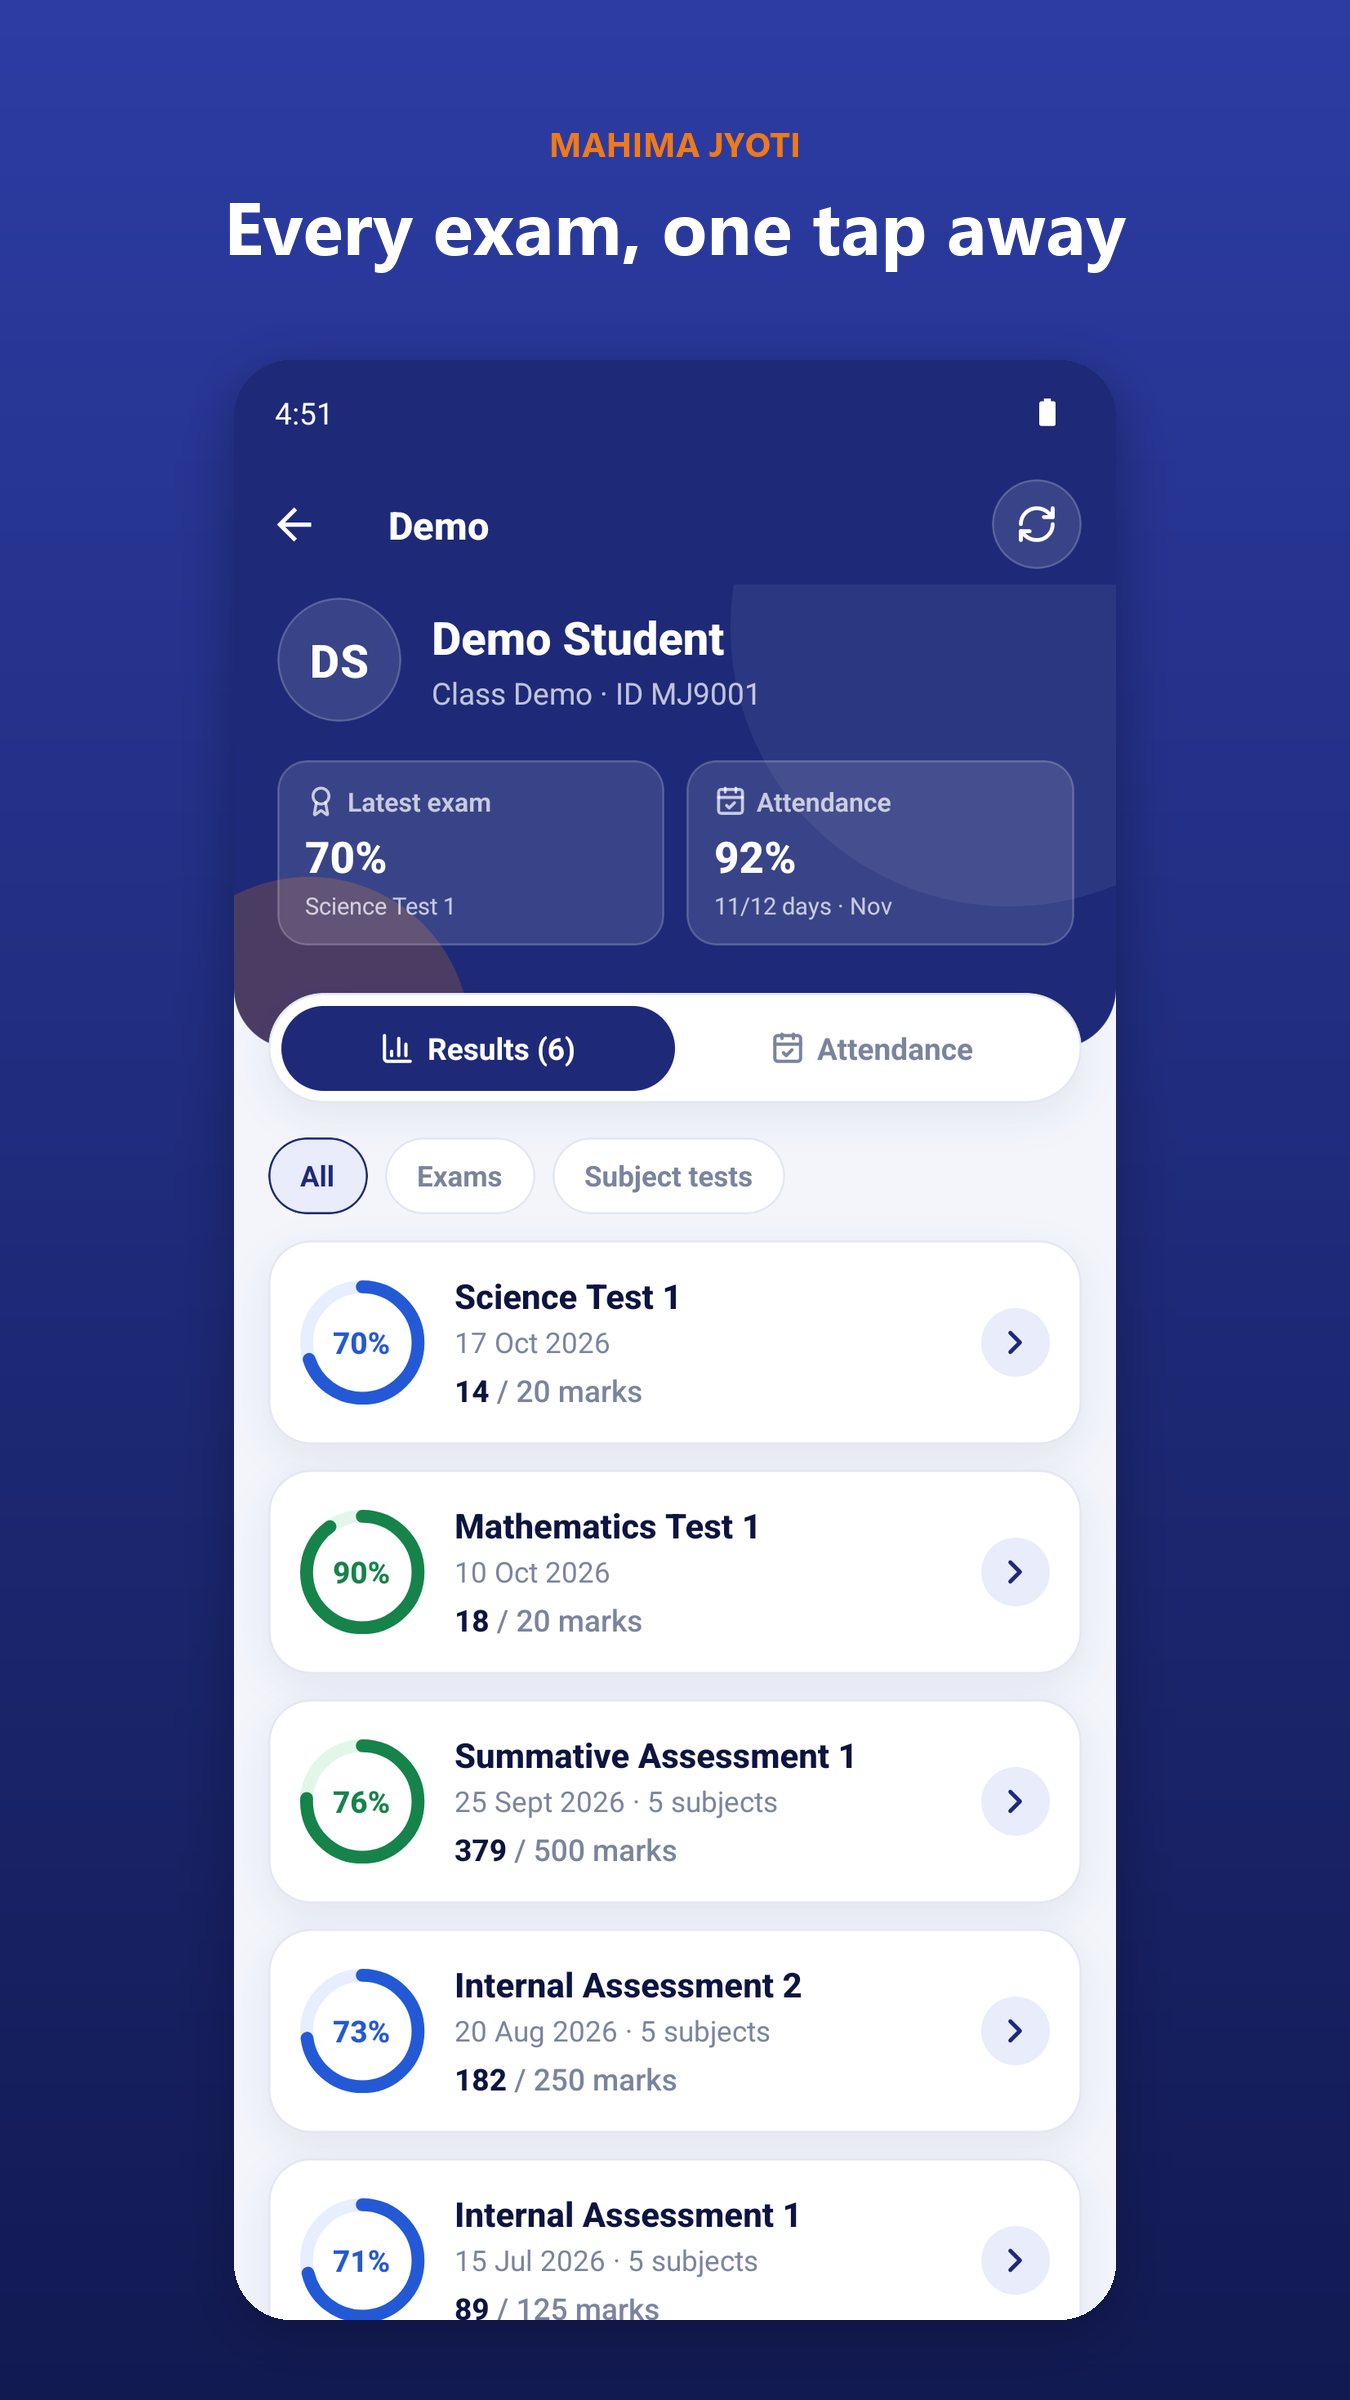 MAHIMA JYOTI
Every exam, one tap away
4:51
Demo
DS
Demo Student
Class Demo · ID MJ9001
Latest exam
70%
Science Test 1
Attendance
92%
11/12 days · Nov
Results (6)
Attendance
All
Exams
Subject tests
70%
Science Test 1
17 Oct 2026
14 / 20 marks
90%
Mathematics Test 1
10 Oct 2026
18 / 20 marks
76%
Summative Assessment 1
25 Sept 2026 · 5 subjects
379 / 500 marks
73%
Internal Assessment 2
20 Aug 2026 · 5 subjects
182 / 250 marks
71%
Internal Assessment 1
15 Jul 2026 · 5 subjects
89 / 125 marks